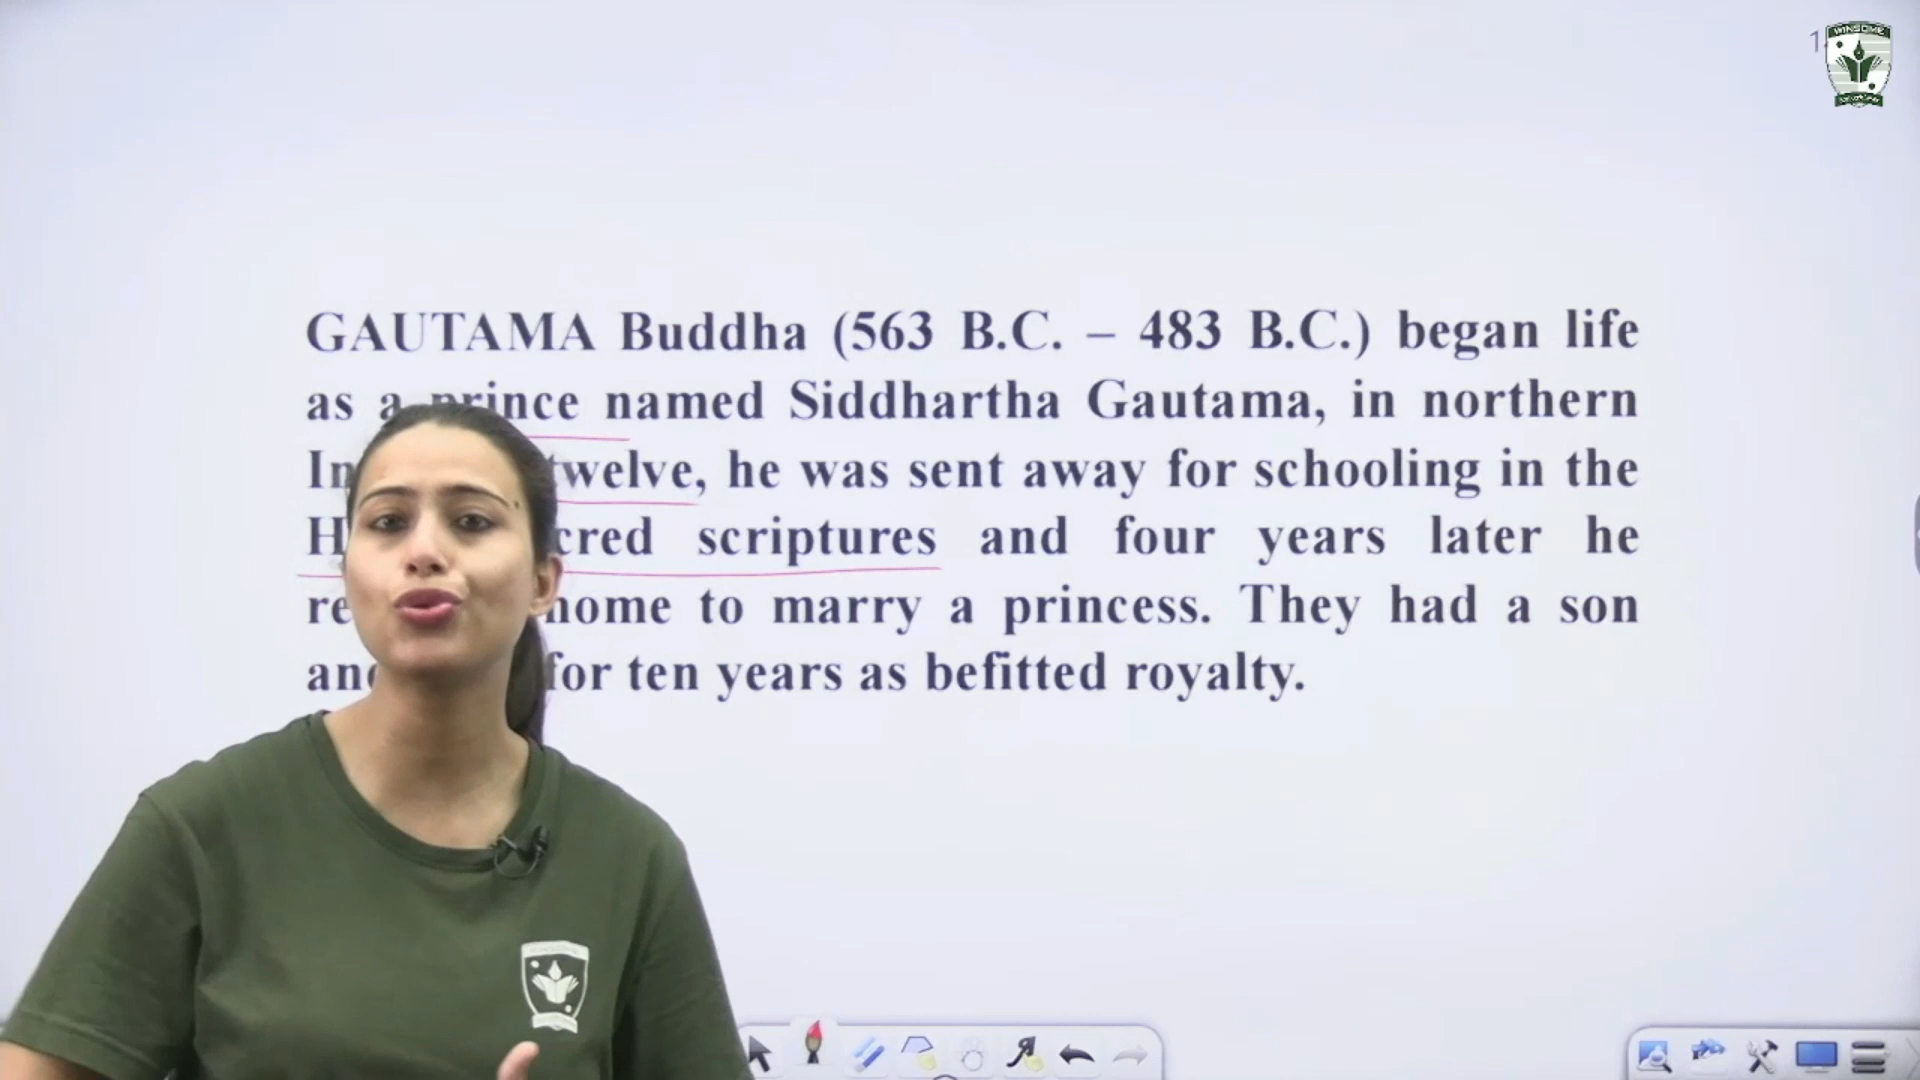 WINSOME
GAUTAMA Buddha (563 B.C. – 483 B.C.) began life
as a prince named Siddhartha Gautama, in northern
twelve, he was sent away for schooling in the
scriptures and four years later he
home to marry a princess. They had a son
for ten years as befitted royalty.